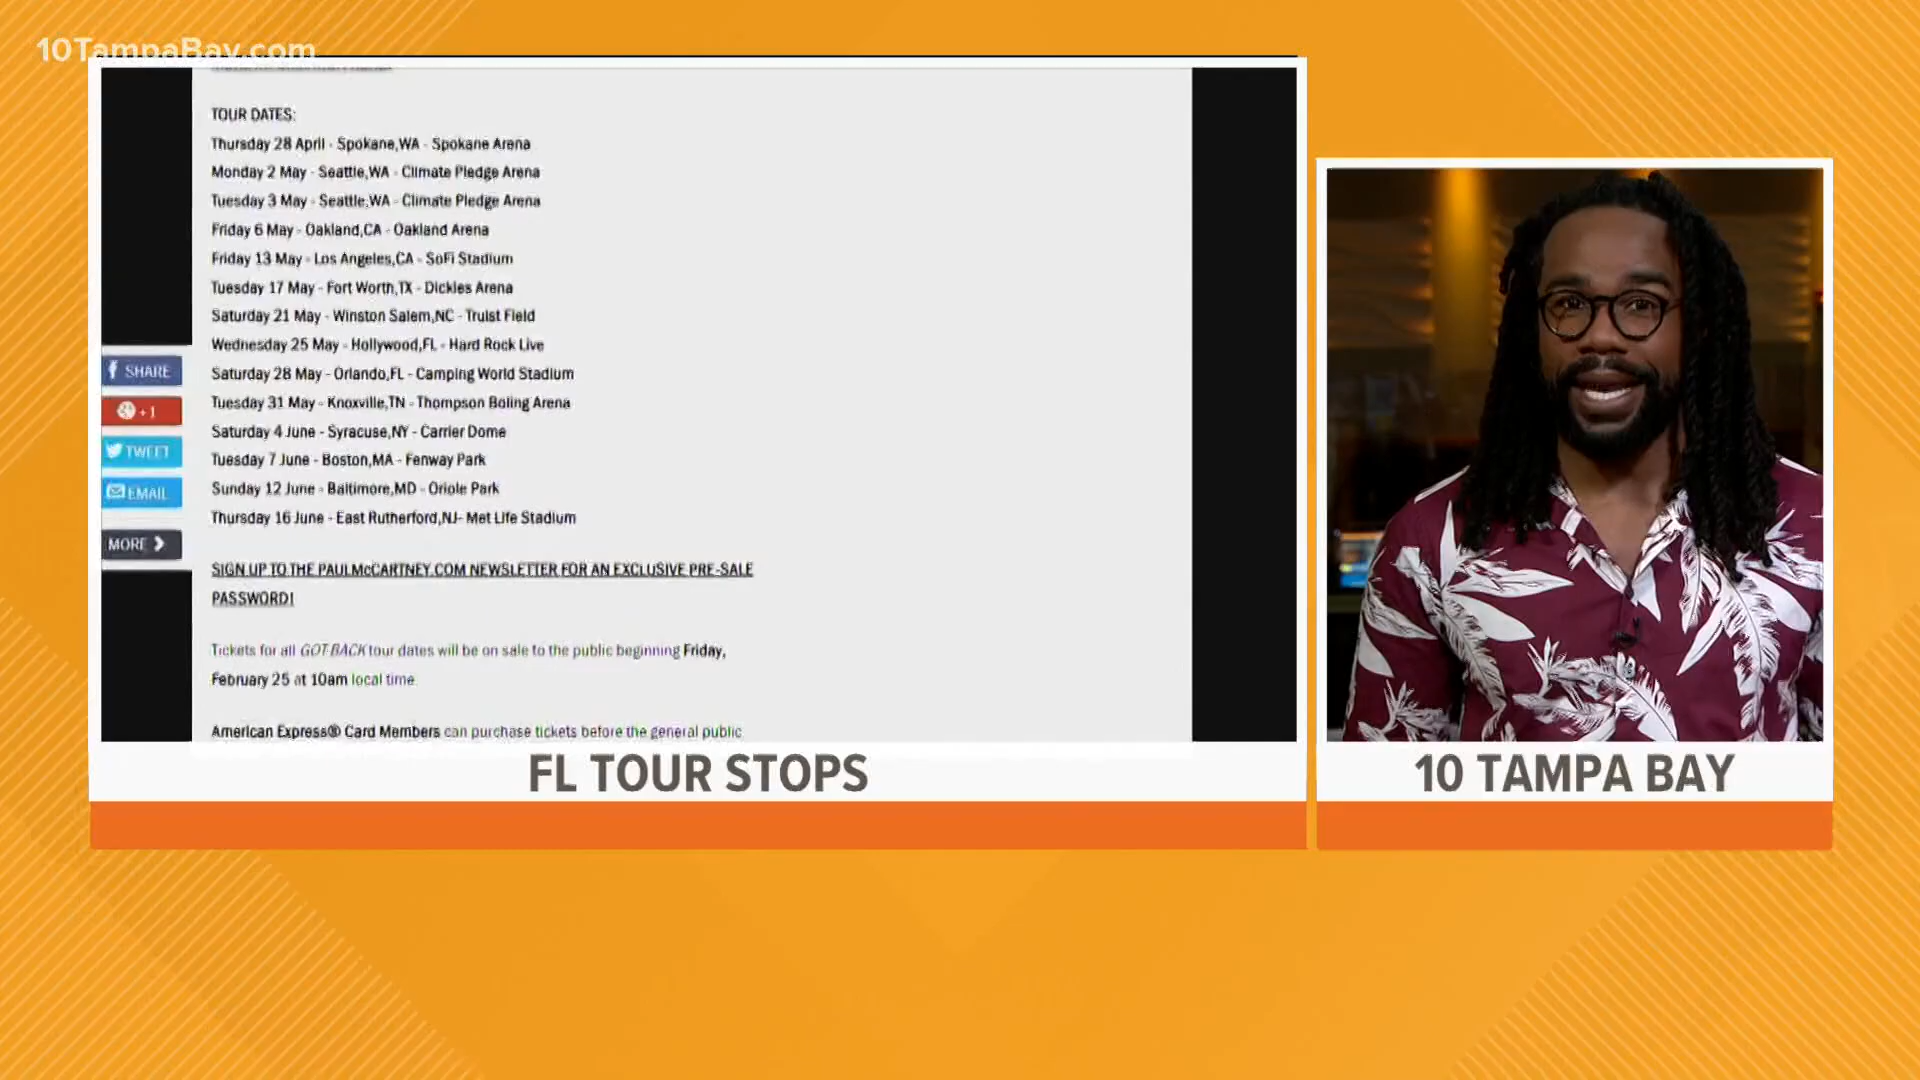 10TampaBay.com
TOUR DATES:
Thursday 28 April - Spokane,WA - Spokane Arena
Monday 2 May - Seattle,WA - Climate Pledge Arena
Tuesday 3 May - Seattle,WA - Climate Pledge Arena
Friday 6 May - Oakland,CA - Oakland Arena
Friday 13 May - Los Angeles,CA - SoFi Stadium
Tuesday 17 May - Fort Worth,TX - Dickies Arena
Saturday 21 May - Winston Salem,NC - Truist Field
Wednesday 25 May - Hollywood,FL - Hard Rock Live
Saturday 28 May - Orlando,FL - Camping World Stadium
Tuesday 31 May - Knoxville,TN - Thompson Boling Arena
Saturday 4 June - Syracuse,NY - Carrier Dome
Tuesday 7 June - Boston,MA - Fenway Park
Sunday 12 June - Baltimore,MD - Oriole Park
Thursday 16 June - East Rutherford,NJ- Met Life Stadium
SIGN UP TO THE PAULMcCARTNEY.COM NEWSLETTER FOR AN EXCLUSIVE PRE-SALE
PASSWORD!
Tickets for all GOT BACK tour dates will be on sale to the public beginning Friday,
February 25 at 10am local time.
American Express® Card Members can purchase tickets before the general public
SHARE
+1
TWEET
EMAIL
MORE
FL TOUR STOPS
10 TAMPA BAY